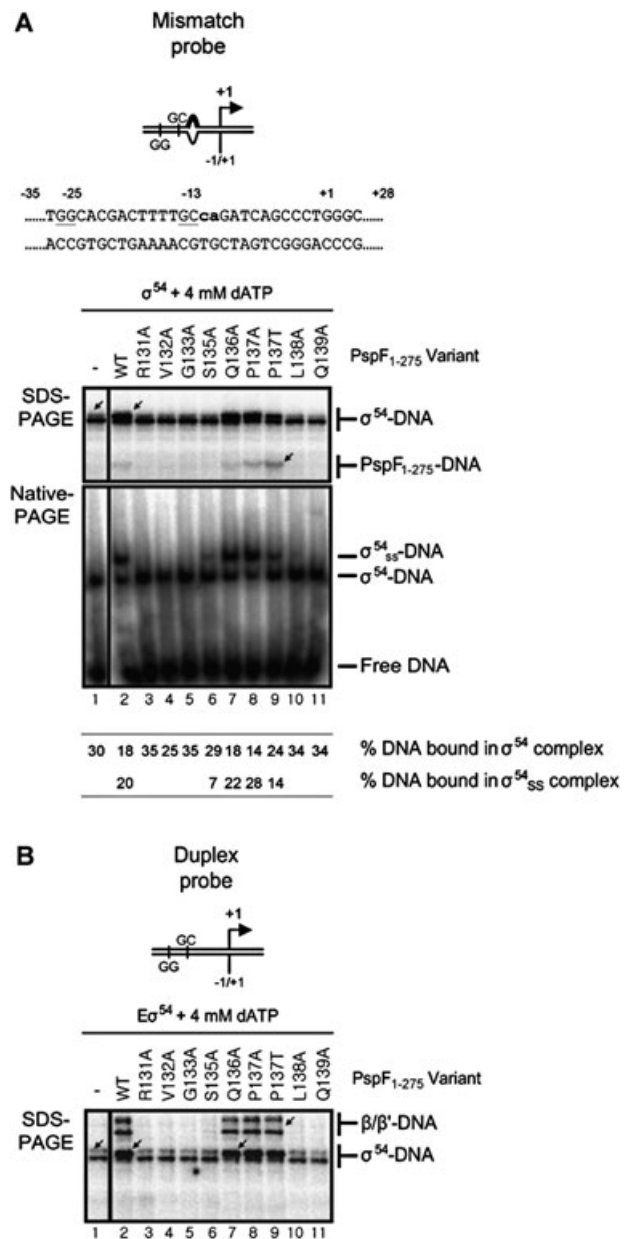 A
Mismatch
probe
+1
GC
GG
-1/+1
-35 -25 -13 +1 +28
......TGGCACGACTTTTGCcaGATCAGCCCTGGGC......
......ACCGTGCTGAAAACGTGCTAGTCGGGACCCG......
σ54 + 4 mM dATP
- WT R131A V132A G133A S135A Q136A P137A P137T L138A Q139A PspF1-275 Variant
SDS-
PAGE
σ54-DNA
PspF1-275-DNA
Native-
PAGE
σ54ss-DNA
σ54-DNA
Free DNA
1 2 3 4 5 6 7 8 9 10 11
30 18 35 25 35 29 18 14 24 34 34 % DNA bound in σ54 complex
20 7 22 28 14 % DNA bound in σ54SS complex
B
Duplex
probe
+1
GC
GG
-1/+1
Eσ54 + 4 mM dATP
- WT R131A V132A G133A S135A Q136A P137A P137T L138A Q139A PspF1-275 Variant
SDS-
PAGE
β/β'-DNA
σ54-DNA
1 2 3 4 5 6 7 8 9 10 11